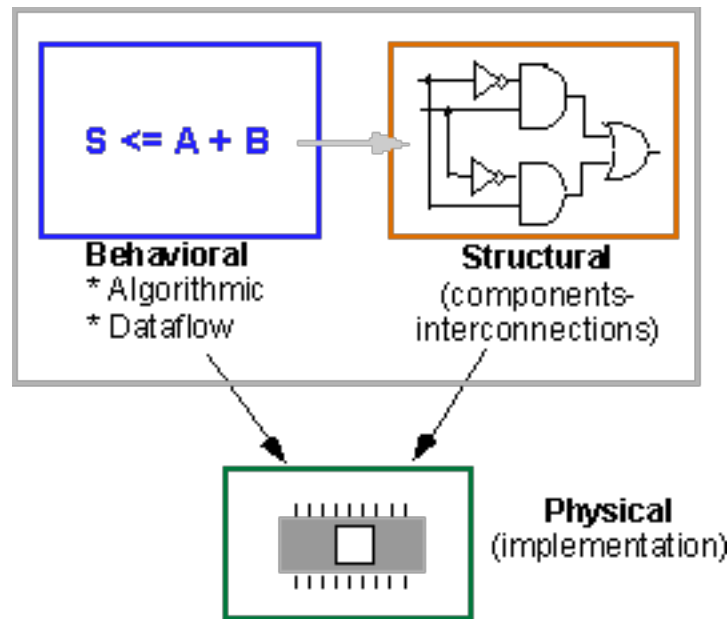 S <= A + B
Behavioral
* Algorithmic
* Dataflow
Structural
(components-
interconnections)
Physical
(implementation)